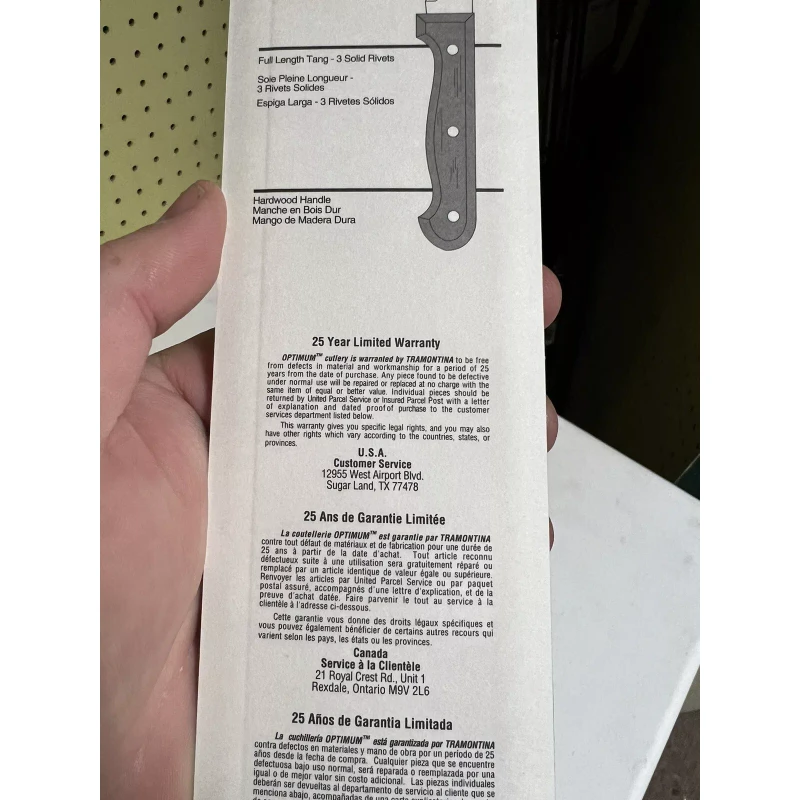 Full Length Tang - 3 Solid Rivets
Soie Pleine Longueur -
3 Rivets Solides
Espiga Larga - 3 Rivetes Sólidos
Hardwood Handle
Manche en Bois Dur
Mango de Madera Dura
25 Year Limited Warranty
OPTIMUM™ cutlery is warranted by TRAMONTINA to be free
from defects in material and workmanship for a period of 25
years from the date of purchase. Any piece found to be defective
under normal use will be repaired or replaced at no charge with the
same item of equal or better value. Individual pieces should be
returned by United Parcel Service or Insured Parcel Post with a letter
of explanation and dated proof of purchase to the customer
services department listed below.
This warranty gives you specific legal rights, and you may also
have other rights which vary according to the countries, states, or
provinces.
U.S.A.
Customer Service
12955 West Airport Blvd.
Sugar Land, TX 77478
25 Ans de Garantie Limitée
La coutellerie OPTIMUM™ est garantie par TRAMONTINA
contre tout défaut de matériaux et de fabrication pour une durée de
25 ans à partir de la date d'achat. Tout article reconnu
défectueux suite à une utilisation sera gratuitement réparé ou
remplacé par un article identique de valeur égale ou supérieure.
Renvoyer les articles par United Parcel Service ou par paquet
postal assuré, accompagnés d'une lettre d'explication, et de la
preuve d'achat datée. Faire parvenir le tout au service à la
clientèle à l'adresse ci-dessous.
Cette garantie vous donne des droits légaux spécifiques et
vous pouvez également bénéficier de certains autres recours qui
varient selon les pays, les états ou les provinces.
Canada
Service à la Clientèle
21 Royal Crest Rd., Unit 1
Rexdale, Ontario M9V 2L6
25 Años de Garantia Limitada
La cuchillería OPTIMUM™ está garantizada por TRAMONTINA
contra defectos en materiales y mano de obra por un período de 25
años desde la fecha de compra. Cualquier pieza que se encuentre
defectuosa bajo uso normal, será reparada o reemplazada por una
igual o de mejor valor sin costo adicional. Las piezas individuales
deberán ser devueltas al departamento de servicio al cliente que se
menciona abajo, acompañadas de una carta